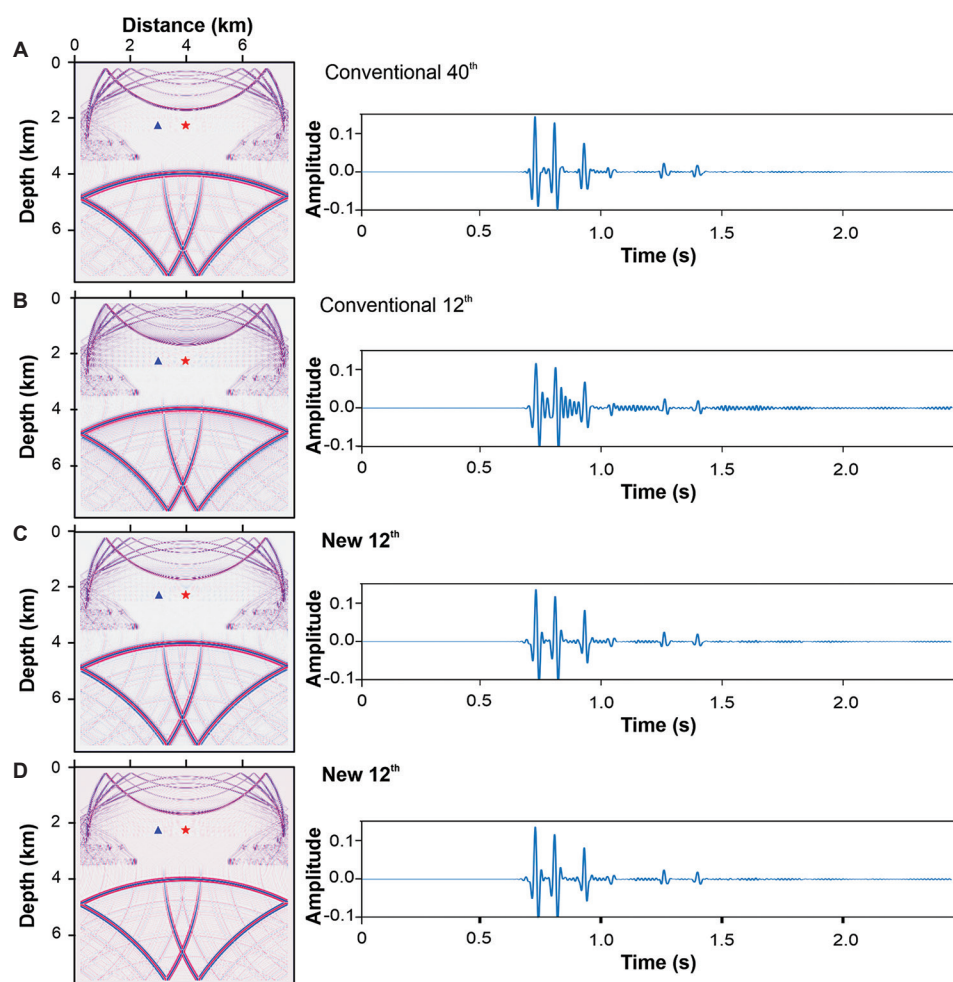 Distance (km)
0 2 4 6
A
0
2
4
6
Depth (km)
Conventional 40th
0.1
0.0
-0.1
Amplitude
0 0.5 1.0 1.5 2.0
Time (s)
B
0
2
4
6
Depth (km)
Conventional 12th
0.1
0.0
-0.1
Amplitude
0 0.5 1.0 1.5 2.0
Time (s)
C
0
2
4
6
Depth (km)
New 12th
0.1
0.0
-0.1
Amplitude
0 0.5 1.0 1.5 2.0
Time (s)
D
0
2
4
6
Depth (km)
New 12th
0.1
0.0
-0.1
Amplitude
0 0.5 1.0 1.5 2.0
Time (s)